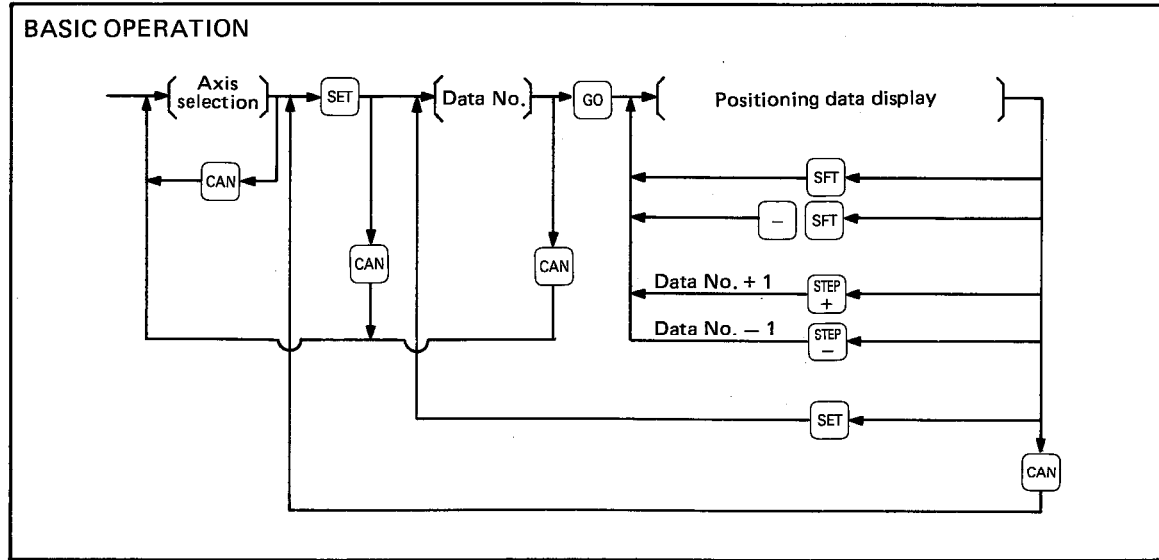 BASIC OPERATION
Axis
selection
SET
Data No.
GO
Positioning data display
CAN
SFT
– SFT
CAN
CAN
Data No. + 1
STEP
+
Data No. – 1
STEP
–
SET
CAN